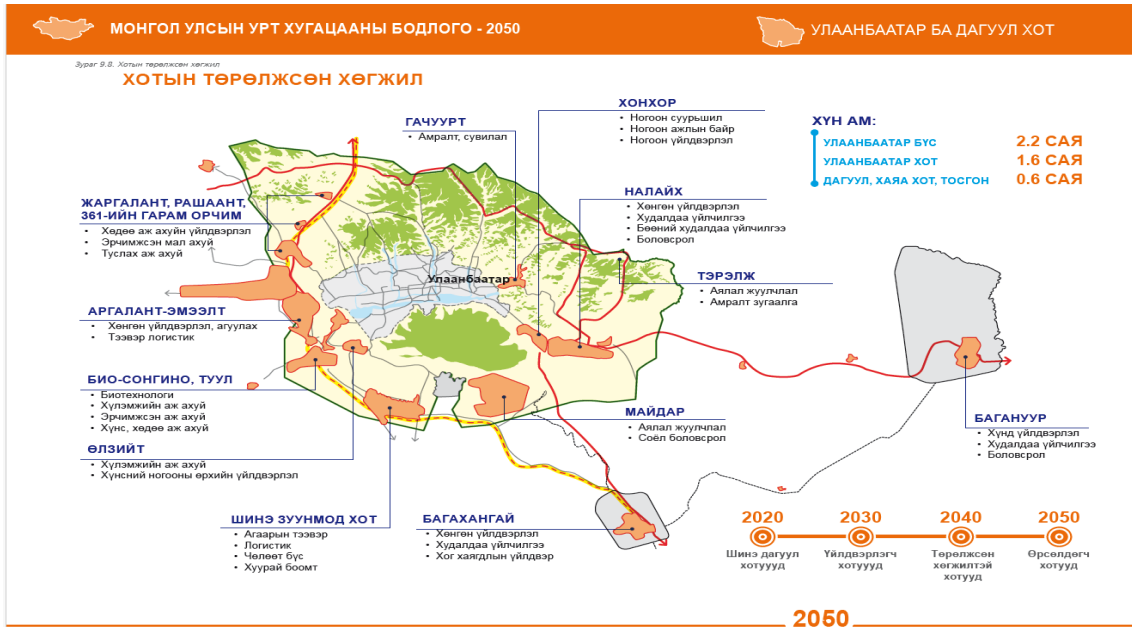 МОНГОЛ УЛСЫН УРТ ХУГАЦААНЫ БОДЛОГО - 2050
УЛААНБААТАР БА ДАГУУЛ ХОТ
Зураг 9.8. Хотын төрөлжсөн хөгжил
ХОТЫН ТӨРӨЛЖСӨН ХӨГЖИЛ
ГАЧУУРТ
• Амралт, сувилал
ХОНХОР
• Ногоон суурьшил
• Ногоон ажлын байр
• Ногоон үйлдвэрлэл
ХҮН АМ:
УЛААНБААТАР БҮС 2.2 САЯ
УЛААНБААТАР ХОТ 1.6 САЯ
ДАГУУЛ, ХАЯА ХОТ, ТОСГОН 0.6 САЯ
ЖАРГАЛАНТ, РАШААНТ,
361-ИЙН ГАРАМ ОРЧИМ
• Хөдөө аж ахуйн үйлдвэрлэл
• Эрчимжсэн мал ахуй
• Туслах аж ахуй
НАЛАЙХ
• Хөнгөн үйлдвэрлэл
• Худалдаа үйлчилгээ
• Бөөний худалдаа үйлчилгээ
• Боловсрол
Улаанбаатар
ТЭРЭЛЖ
• Аялал жуулчлал
• Амралт зугаалга
АРГАЛАНТ-ЭМЭЭЛТ
• Хөнгөн үйлдвэрлэл, агуулах
• Тээвэр логистик
БИО-СОНГИНО, ТУУЛ
• Биотехнологи
• Хүлэмжийн аж ахуй
• Эрчимжсэн аж ахуй
• Хүнс, хөдөө аж ахуй
МАЙДАР
• Аялал жуулчлал
• Соёл боловсрол
БАГАНУУР
• Хүнд үйлдвэрлэл
• Худалдаа үйлчилгээ
• Боловсрол
ӨЛЗИЙТ
• Хүлэмжийн аж ахуй
• Хүнсний ногооны өрхийн үйлдвэрлэл
ШИНЭ ЗУУНМОД ХОТ
• Агаарын тээвэр
• Логистик
• Чөлөөт бүс
• Хуурай боомт
БАГАХАНГАЙ
• Хөнгөн үйлдвэрлэл
• Худалдаа үйлчилгээ
• Хог хаягдлын үйлдвэр
2020 2030 2040 2050
Шинэ дагуул хотууд
Үйлдвэрлэгч хотууд
Төрөлжсөн хөгжилтэй хотууд
Өрсөлдөгч хотууд
2050